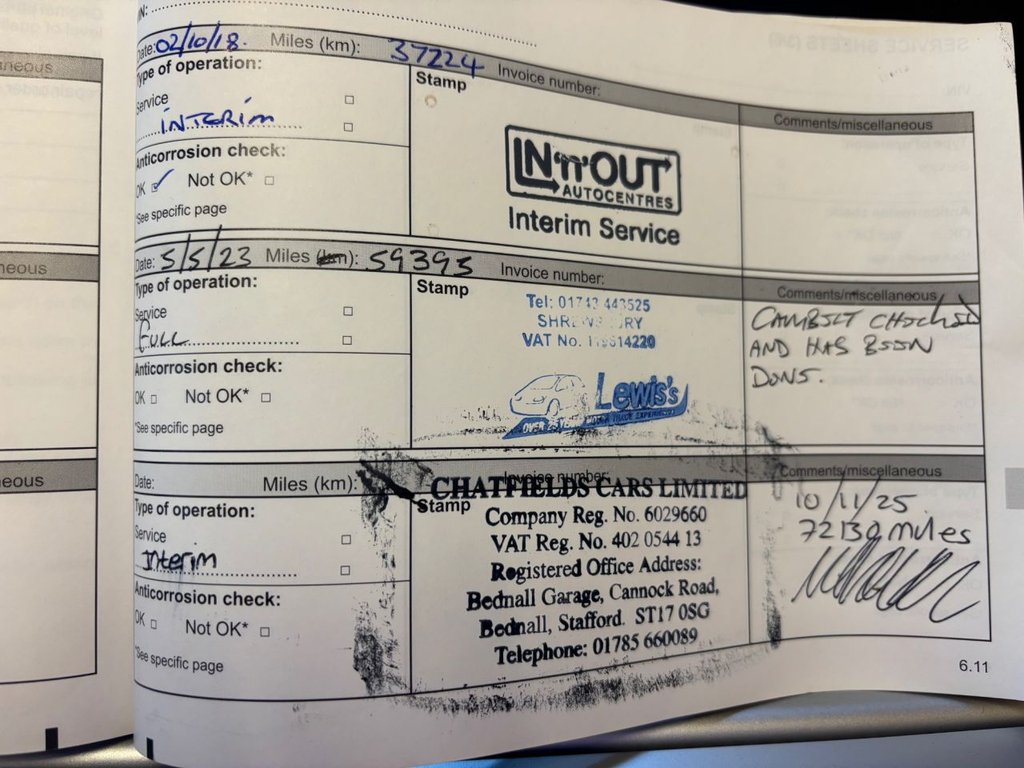 Date: 02/10/18. Miles (km): 37224 Invoice number:
Type of operation:
Service
INTERIM
Anticorrosion check:
OK Not OK*
*See specific page
Stamp
IN'n'OUT
AUTOCENTRES
Interim Service
Comments/miscellaneous
Date: 5/5/23 Miles (km): 59395 Invoice number:
Type of operation:
Service
FULL
Anticorrosion check:
OK Not OK*
*See specific page
Stamp
Tel: 01743 443525
SHREWSBURY
VAT No.
Lewis's
Comments/miscellaneous
CAMBELT CHECKED
AND HAS BEEN
DONE.
Date: Miles (km): Invoice number:
Type of operation:
Service
Interim
Anticorrosion check:
OK Not OK*
*See specific page
Stamp
CHATFIELDS CARS LIMITED
Company Reg. No. 6029660
VAT Reg. No. 402 0544 13
Registered Office Address:
Bednall Garage, Cannock Road,
Bednall, Stafford. ST17 0SG
Telephone: 01785 660089
Comments/miscellaneous
10/11/25
72130 miles
6.11